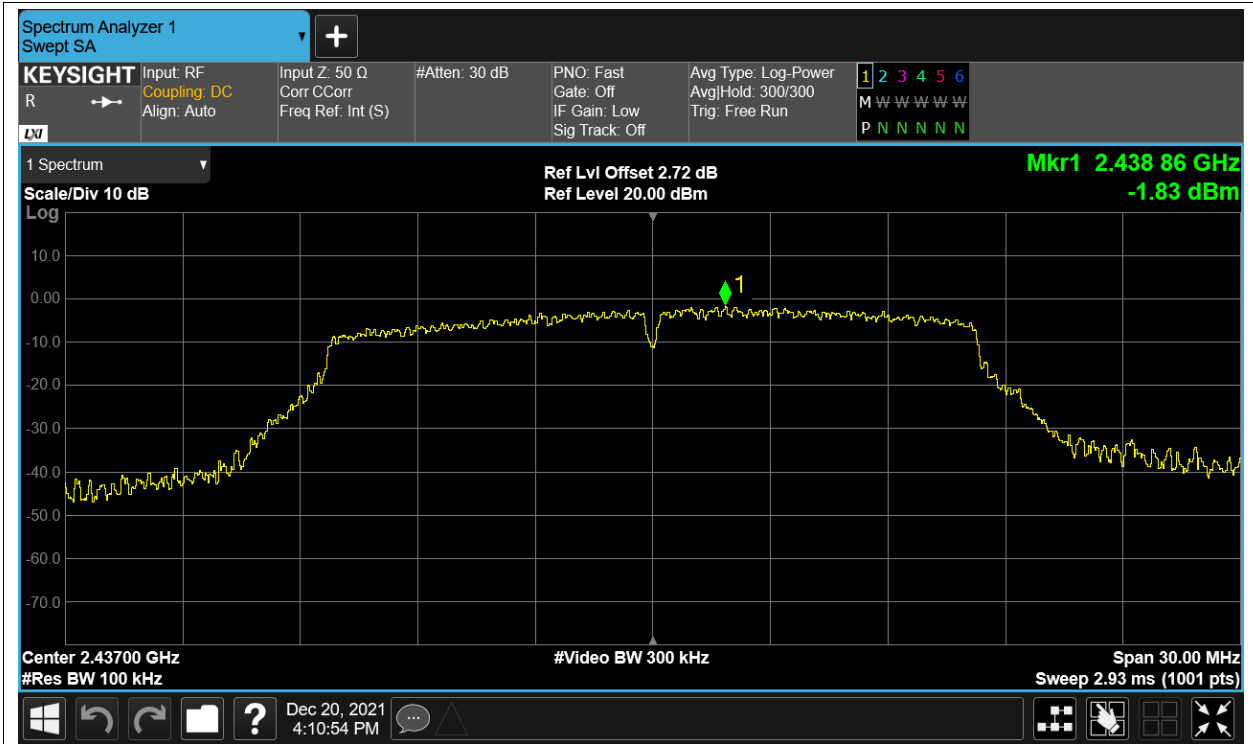 Spectrum Analyzer 1
Swept SA
+
KEYSIGHT
R
LXI
Input: RF
Coupling: DC
Align: Auto
Input Z: 50 Ω
Corr CCorr
Freq Ref: Int (S)
#Atten: 30 dB
PNO: Fast
Gate: Off
IF Gain: Low
Sig Track: Off
Avg Type: Log-Power
Avg|Hold: 300/300
Trig: Free Run
1 2 3 4 5 6
M W W W W W
P N N N N N
1 Spectrum
Scale/Div 10 dB
Log
Ref Lvl Offset 2.72 dB
Ref Level 20.00 dBm
Mkr1 2.438 86 GHz
-1.83 dBm
10.0
0.00
-10.0
-20.0
-30.0
-40.0
-50.0
-60.0
-70.0
1
Center 2.43700 GHz
#Video BW 300 kHz
Span 30.00 MHz
#Res BW 100 kHz
Sweep 2.93 ms (1001 pts)
?
Dec 20, 2021
4:10:54 PM